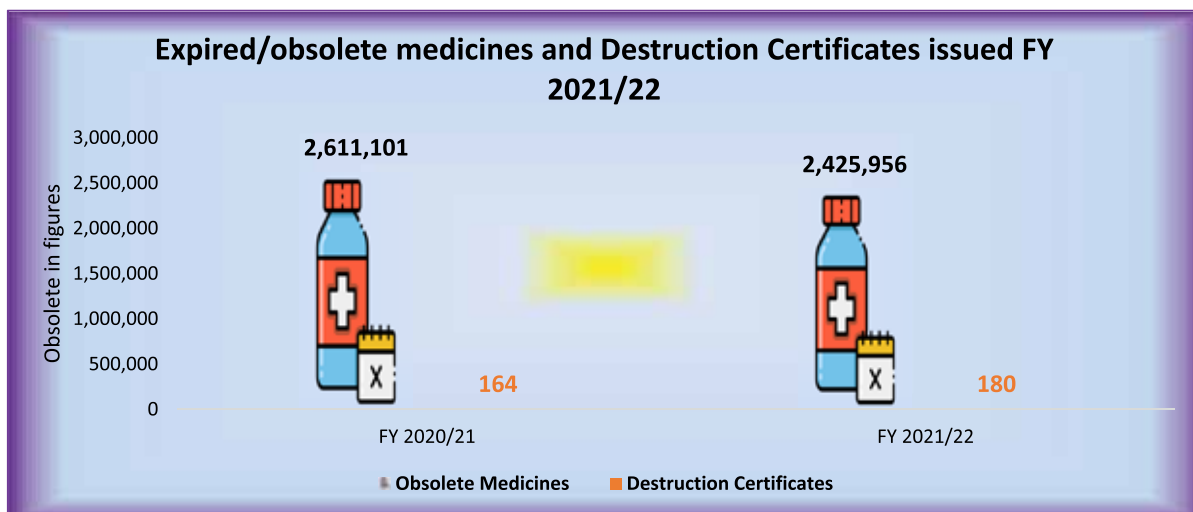 Expired/obsolete medicines and Destruction Certificates issued FY
2021/22
Obsolete in figures
3,000,000
2,500,000
2,000,000
1,500,000
1,000,000
500,000
0
2,611,101
2,425,956
164
180
X
X
FY 2020/21
FY 2021/22
Obsolete Medicines
Destruction Certificates